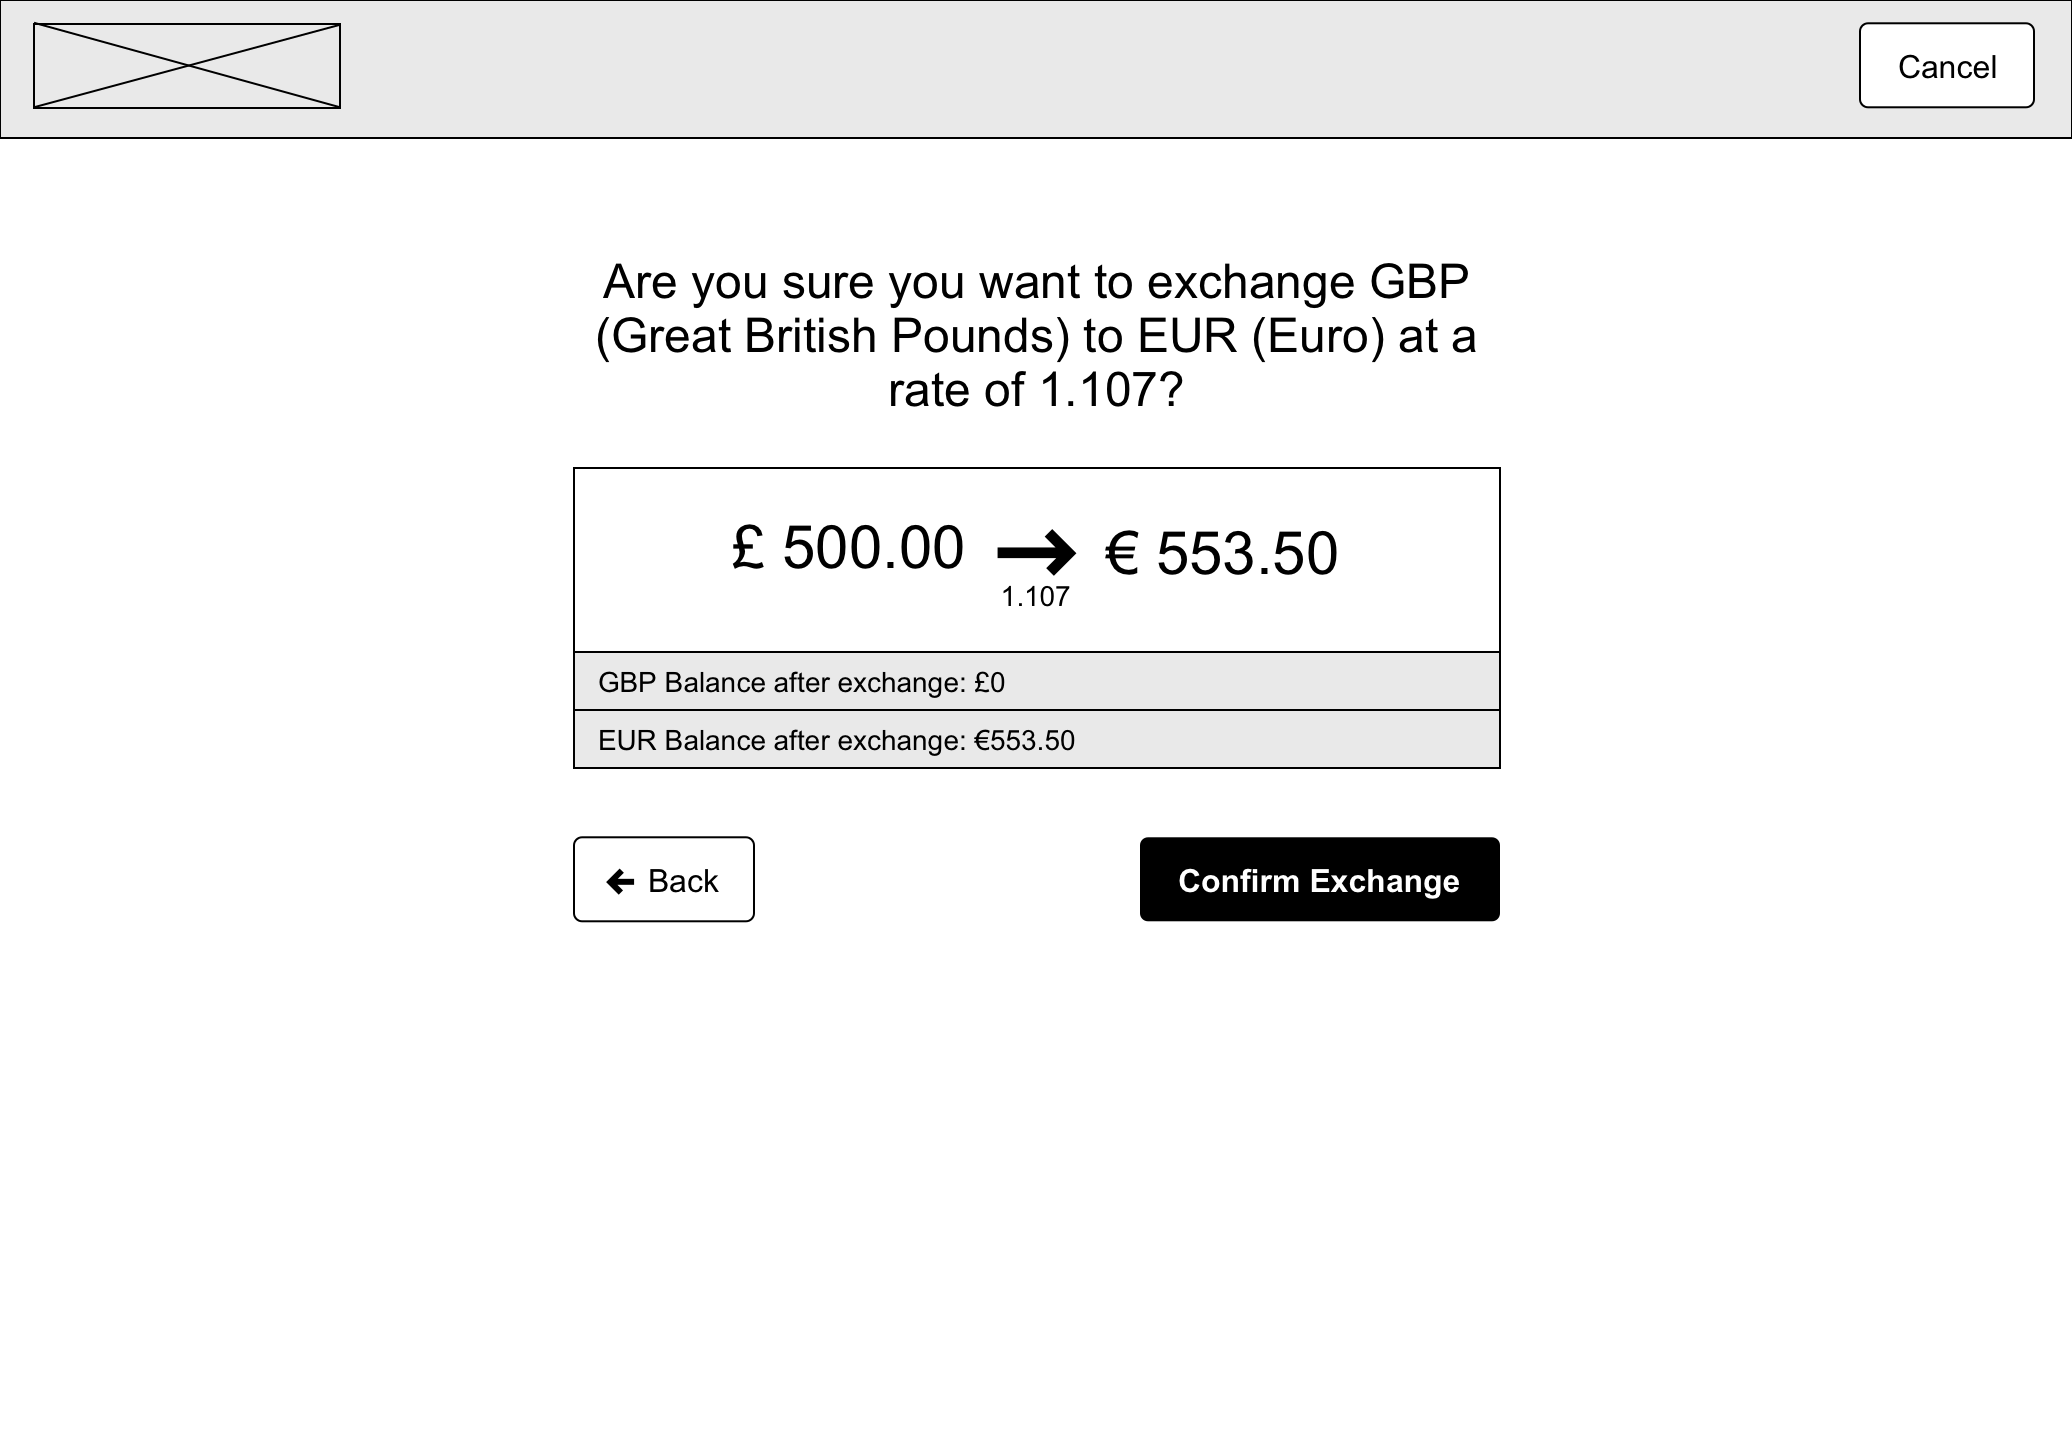 Cancel
Are you sure you want to exchange GBP
(Great British Pounds) to EUR (Euro) at a
rate of 1.107?
£ 500.00 → € 553.50
1.107
GBP Balance after exchange: £0
EUR Balance after exchange: €553.50
← Back
Confirm Exchange